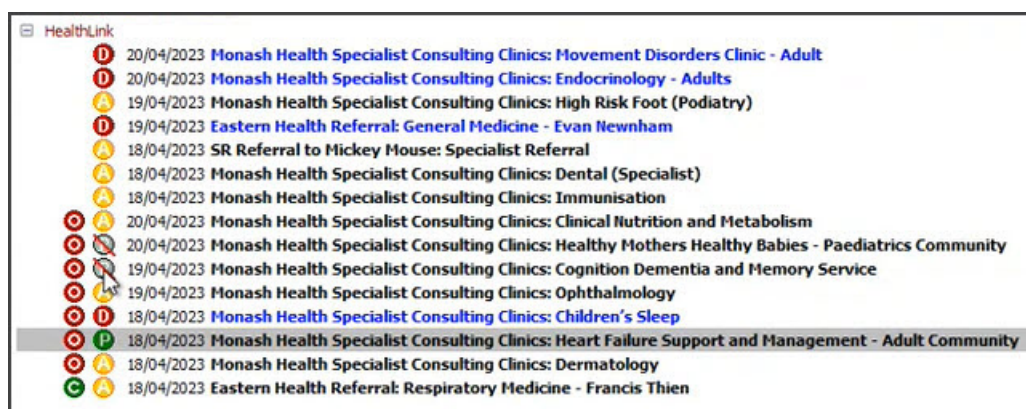 HealthLink
D 20/04/2023 Monash Health Specialist Consulting Clinics: Movement Disorders Clinic - Adult
D 20/04/2023 Monash Health Specialist Consulting Clinics: Endocrinology - Adults
A 19/04/2023 Monash Health Specialist Consulting Clinics: High Risk Foot (Podiatry)
D 19/04/2023 Eastern Health Referral: General Medicine - Evan Newnham
A 18/04/2023 SR Referral to Mickey Mouse: Specialist Referral
A 18/04/2023 Monash Health Specialist Consulting Clinics: Dental (Specialist)
A 18/04/2023 Monash Health Specialist Consulting Clinics: Immunisation
A 20/04/2023 Monash Health Specialist Consulting Clinics: Clinical Nutrition and Metabolism
20/04/2023 Monash Health Specialist Consulting Clinics: Healthy Mothers Healthy Babies - Paediatrics Community
19/04/2023 Monash Health Specialist Consulting Clinics: Cognition Dementia and Memory Service
A 19/04/2023 Monash Health Specialist Consulting Clinics: Ophthalmology
D 18/04/2023 Monash Health Specialist Consulting Clinics: Children's Sleep
P 18/04/2023 Monash Health Specialist Consulting Clinics: Heart Failure Support and Management - Adult Community
A 18/04/2023 Monash Health Specialist Consulting Clinics: Dermatology
C A 18/04/2023 Eastern Health Referral: Respiratory Medicine - Francis Thien